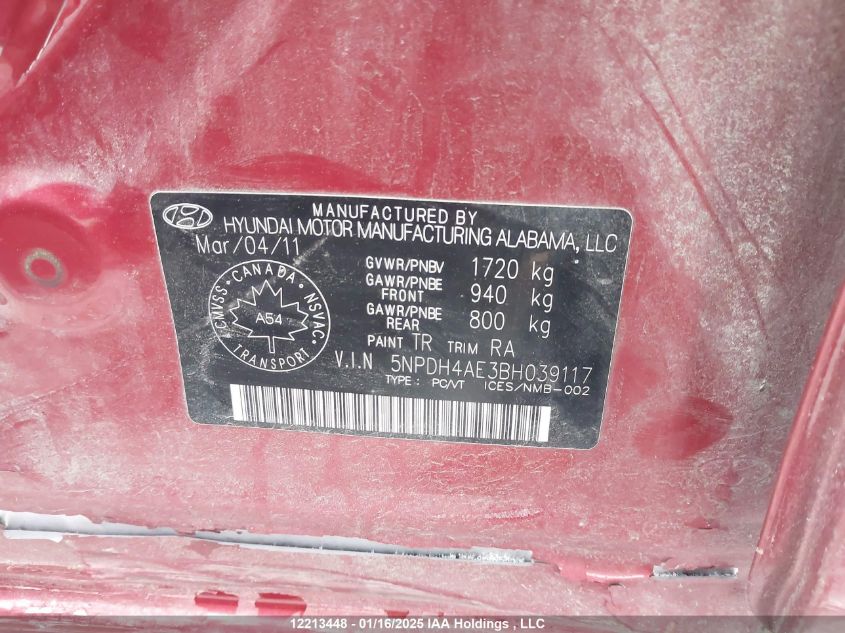 MANUFACTURED BY
HYUNDAI MOTOR MANUFACTURING ALABAMA, LLC
Mar/04/11
GVWR/PNBV 1720 kg
GAWR/PNBE FRONT 940 kg
GAWR/PNBE REAR 800 kg
PAINT TR TRIM RA
V.I.N 5NPDH4AE3BH039117
TYPE: PC/VT ICES/NMB-002
CMVSS · CANADA · NSVAC
A54
TRANSPORT
12213448 - 01/16/2025 IAA Holdings, LLC